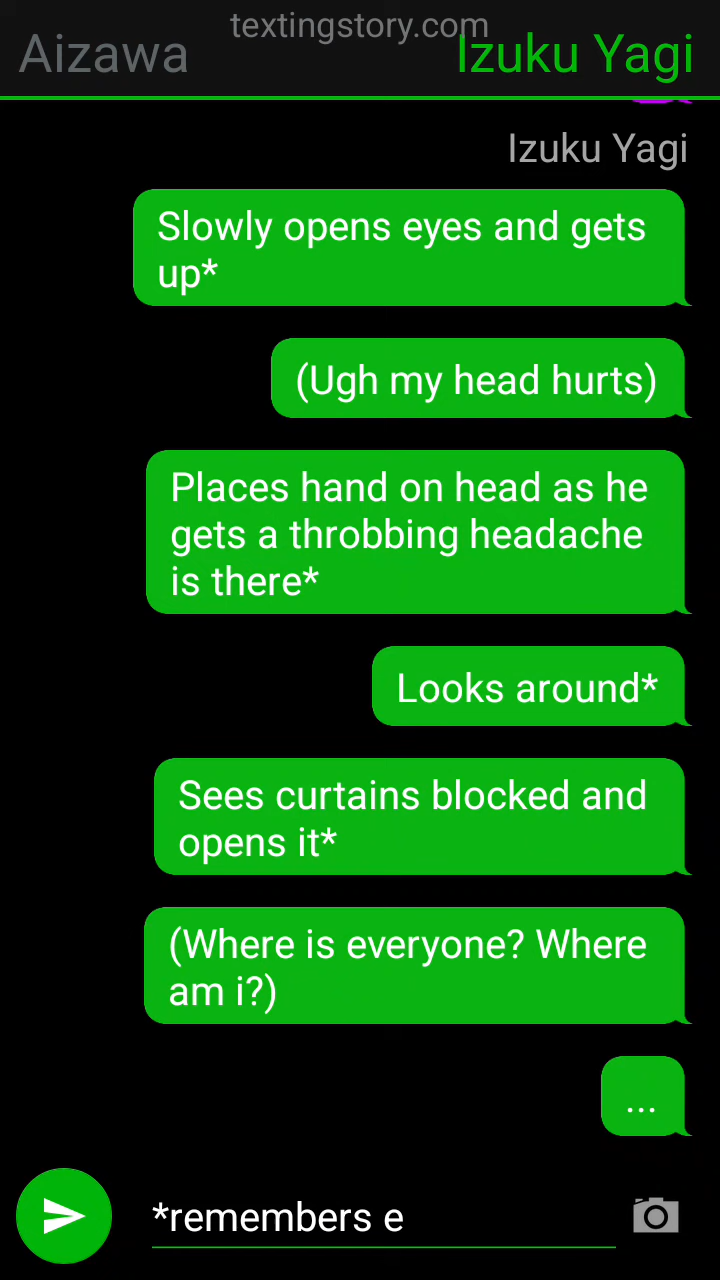 textingstory.com
Aizawa
Izuku Yagi
Izuku Yagi
Slowly opens eyes and gets
up*
(Ugh my head hurts)
Places hand on head as he
gets a throbbing headache
is there*
Looks around*
Sees curtains blocked and
opens it*
(Where is everyone? Where
am i?)
...
*remembers e